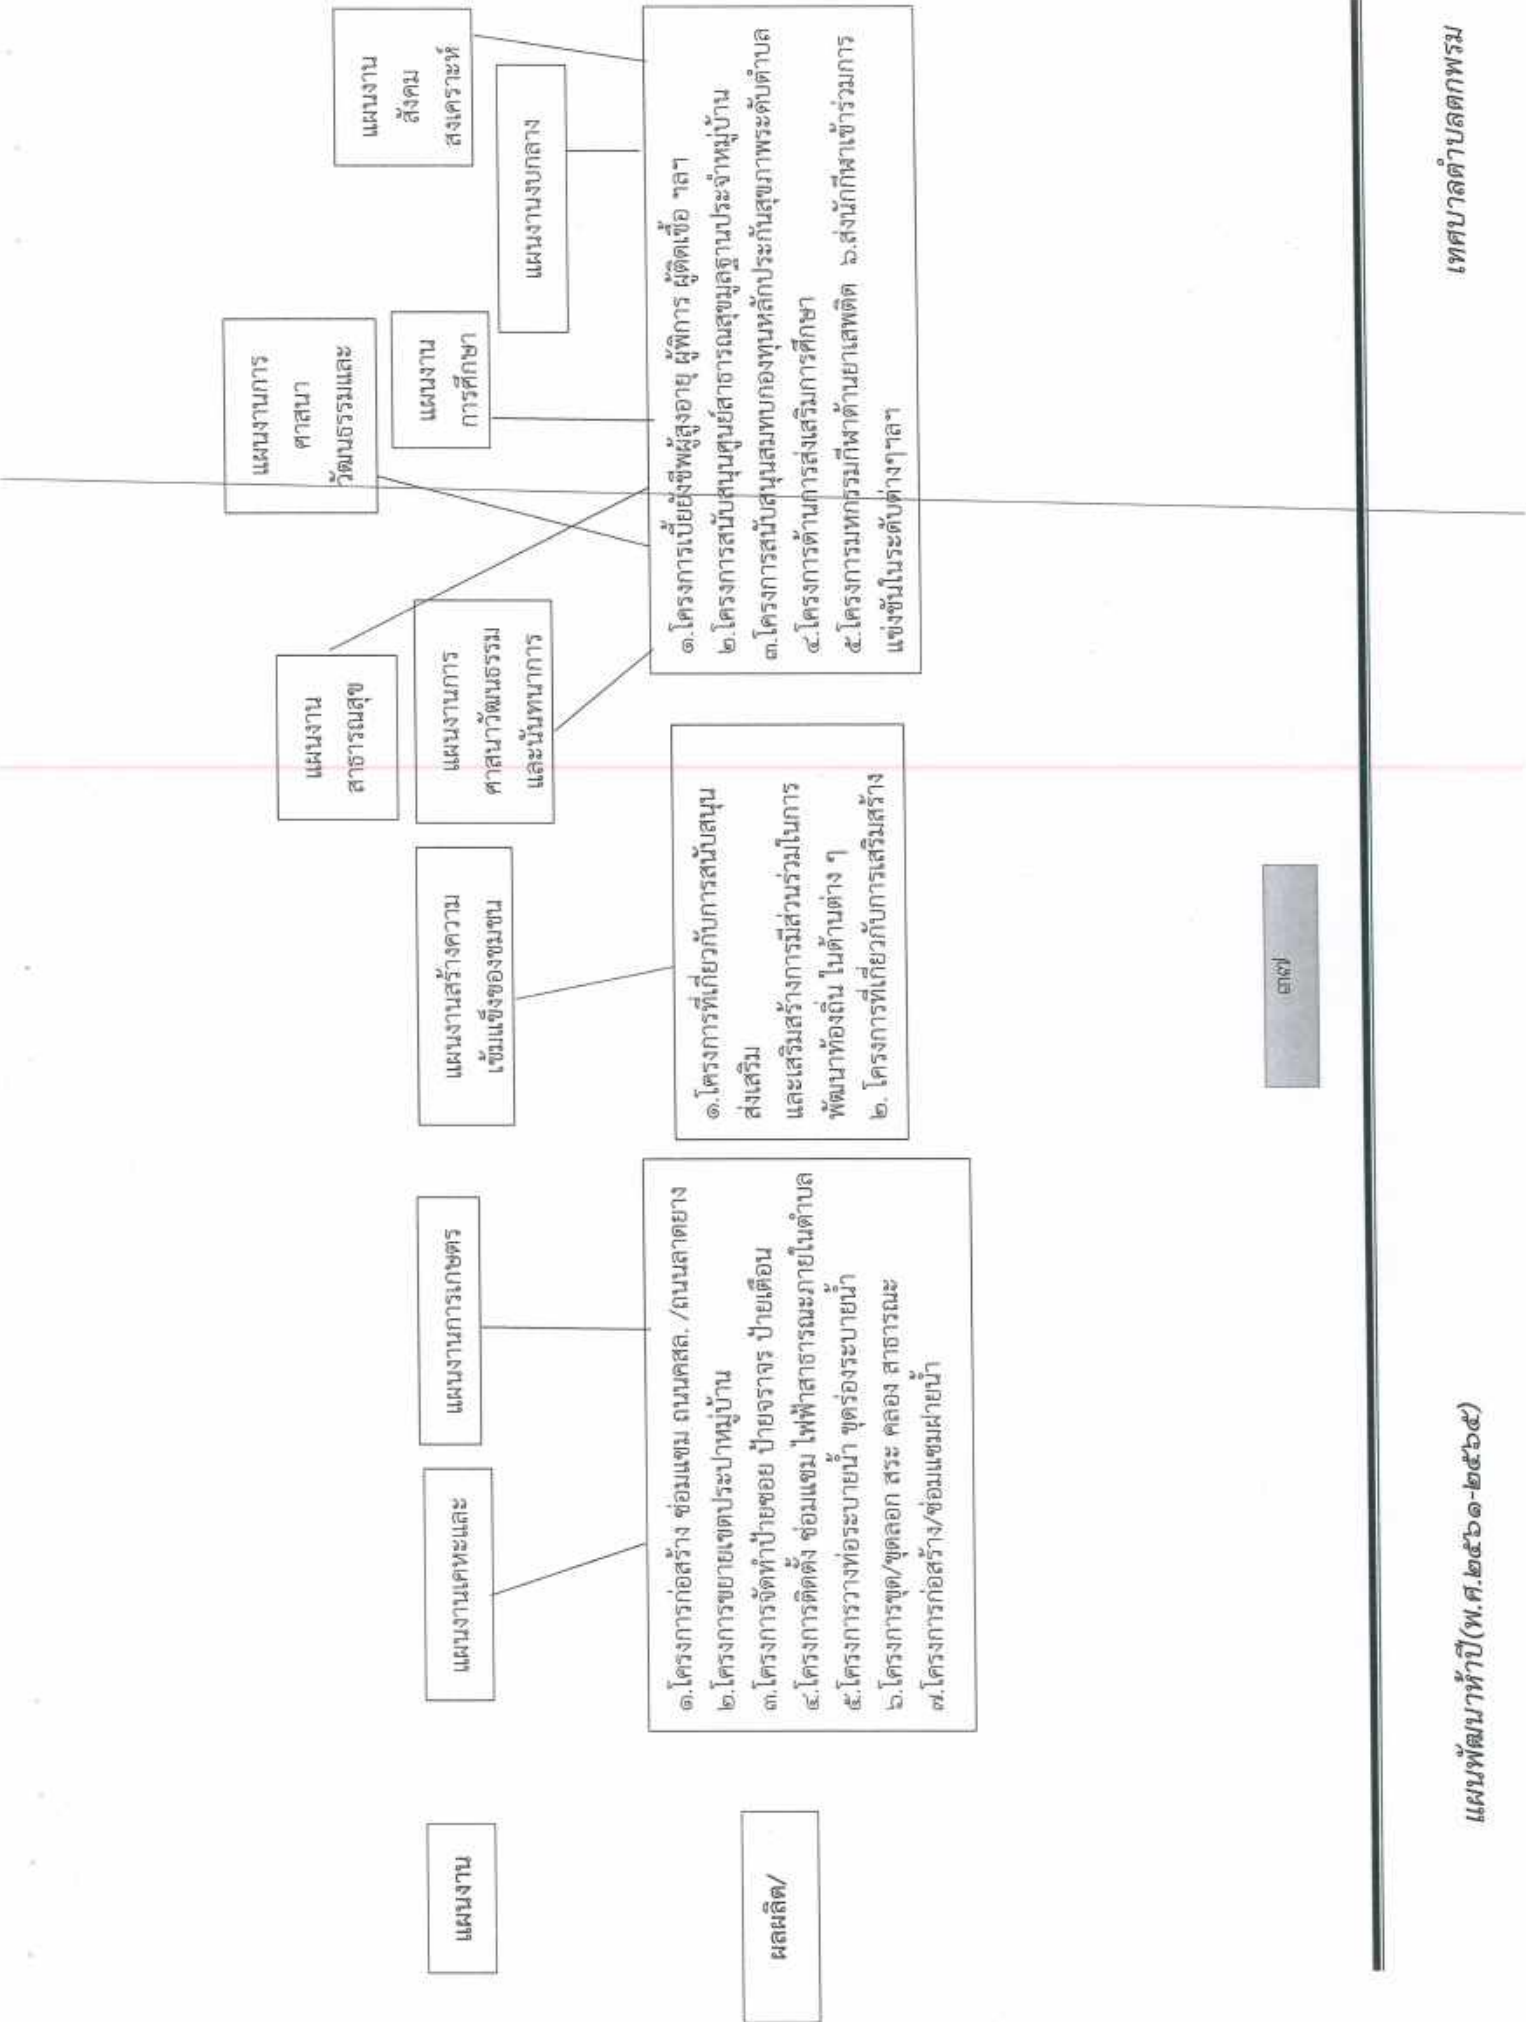 แผนงาน
แผนงานเคหะและ
แผนงานการเกษตร
แผนงานสร้างความ
เข้มแข็งของชมชน
แผนงาน
สาธารณสุข
แผนงานการ
ศาสนาวัฒนธรรม
และนันทนาการ
แผนงานการ
ศาสนา
วัฒนธรรมและ
แผนงาน
การศึกษา
แผนงานงบกลาง
แผนงาน
สังคม
สงเคราะห์
ผลผลิต/
๑.โครงการก่อสร้าง ซ่อมแซม ถนนคสล. /ถนนลาดยาง
๒.โครงการขยายเขตประปาหมู่บ้าน
๓.โครงการจัดทำป้ายซอย ป้ายจราจร ป้ายเตือน
๔.โครงการติดตั้ง ซ่อมแซม ไฟฟ้าสาธารณะภายในตำบล
๕.โครงการวางท่อระบายน้ำ ขุดร่องระบายน้ำ
๖.โครงการขุด/ขุดลอก สระ คลอง สาธารณะ
๗.โครงการก่อสร้าง/ซ่อมแซมฝายน้ำ
๑.โครงการที่เกี่ยวกับการสนับสนุน
ส่งเสริม
และเสริมสร้างการมีส่วนร่วมในการ
พัฒนาท้องถิ่น ในด้านต่าง ๆ
๒. โครงการที่เกี่ยวกับการเสริมสร้าง
๑.โครงการเบี้ยยังชีพผู้สูงอายุ ผู้พิการ ผู้ติดเชื้อ ฯลฯ
๒.โครงการสนับสนุนศูนย์สาธารณสุขมูลฐานประจำหมู่บ้าน
๓.โครงการสนับสนุนสมทบกองทุนหลักประกันสุขภาพระดับตำบล
๔.โครงการด้านการส่งเสริมการศึกษา
๕.โครงการมหกรรมกีฬาต้านยาเสพติด ๖.ส่งนักกีฬาเข้าร่วมการ
แข่งขันในระดับต่างๆฯลฯ
๓๗
แผนพัฒนาห้าปี(พ.ศ.๒๕๖๑-๒๕๖๕)
เทศบาลตำบลตกพรม